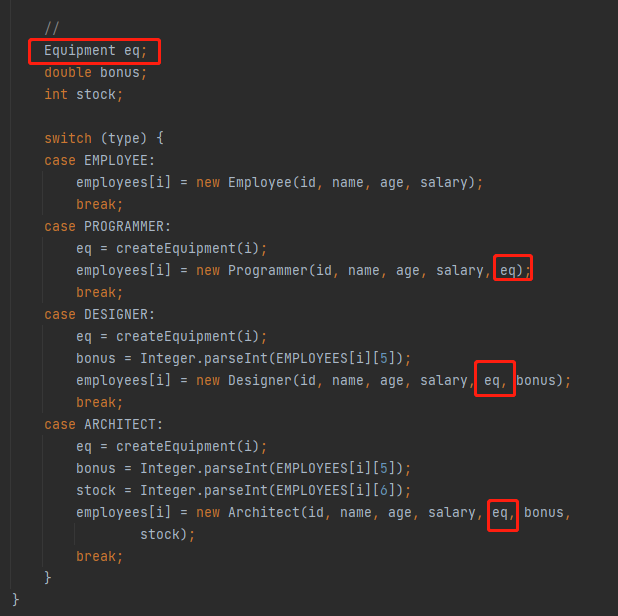 //
Equipment eq;
double bonus;
int stock;
switch (type) {
case EMPLOYEE:
employees[i] = new Employee(id, name, age, salary);
break;
case PROGRAMMER:
eq = createEquipment(i);
employees[i] = new Programmer(id, name, age, salary, eq);
break;
case DESIGNER:
eq = createEquipment(i);
bonus = Integer.parseInt(EMPLOYEES[i][5]);
employees[i] = new Designer(id, name, age, salary, eq, bonus);
break;
case ARCHITECT:
eq = createEquipment(i);
bonus = Integer.parseInt(EMPLOYEES[i][5]);
stock = Integer.parseInt(EMPLOYEES[i][6]);
employees[i] = new Architect(id, name, age, salary, eq, bonus,
stock);
break;
}
}